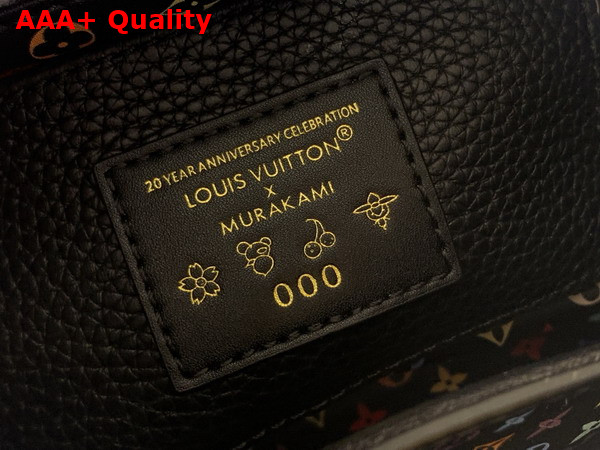 AAA+ Quality
20 YEAR ANNIVERSARY CELEBRATION
LOUIS VUITTON®
x
MURAKAMI
000